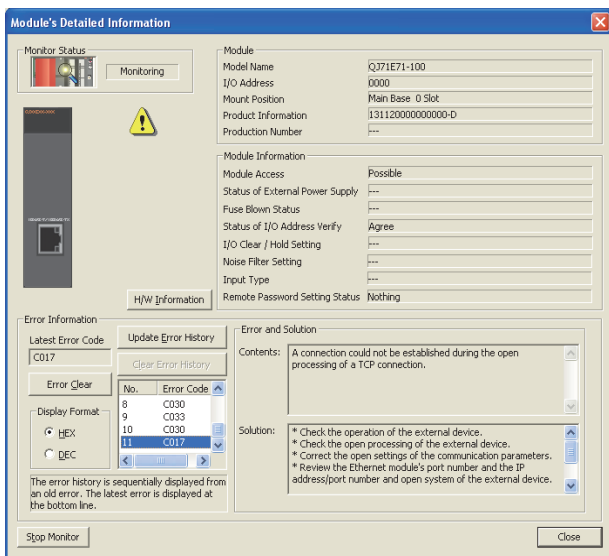 Module's Detailed Information
Monitor Status
Monitoring
Module
Model Name QJ71E71-100
I/O Address 0000
Mount Position Main Base 0 Slot
Product Information 131120000000000-D
Production Number ---
Module Information
Module Access Possible
Status of External Power Supply ---
Fuse Blown Status ---
Status of I/O Address Verify Agree
I/O Clear / Hold Setting ---
Noise Filter Setting ---
Input Type ---
Remote Password Setting Status Nothing
H/W Information
Error Information
Latest Error Code
C017
Error Clear
Display Format
HEX
DEC
Update Error History
Clear Error History
No. Error Code
8 C030
9 C033
10 C030
11 C017
The error history is sequentially displayed from
an old error. The latest error is displayed at
the bottom line.
Error and Solution
Contents: A connection could not be established during the open
processing of a TCP connection.
Solution: * Check the operation of the external device.
* Check the open processing of the external device.
* Correct the open settings of the communication parameters.
* Review the Ethernet module's port number and the IP
address/port number and open system of the external device.
Stop Monitor
Close